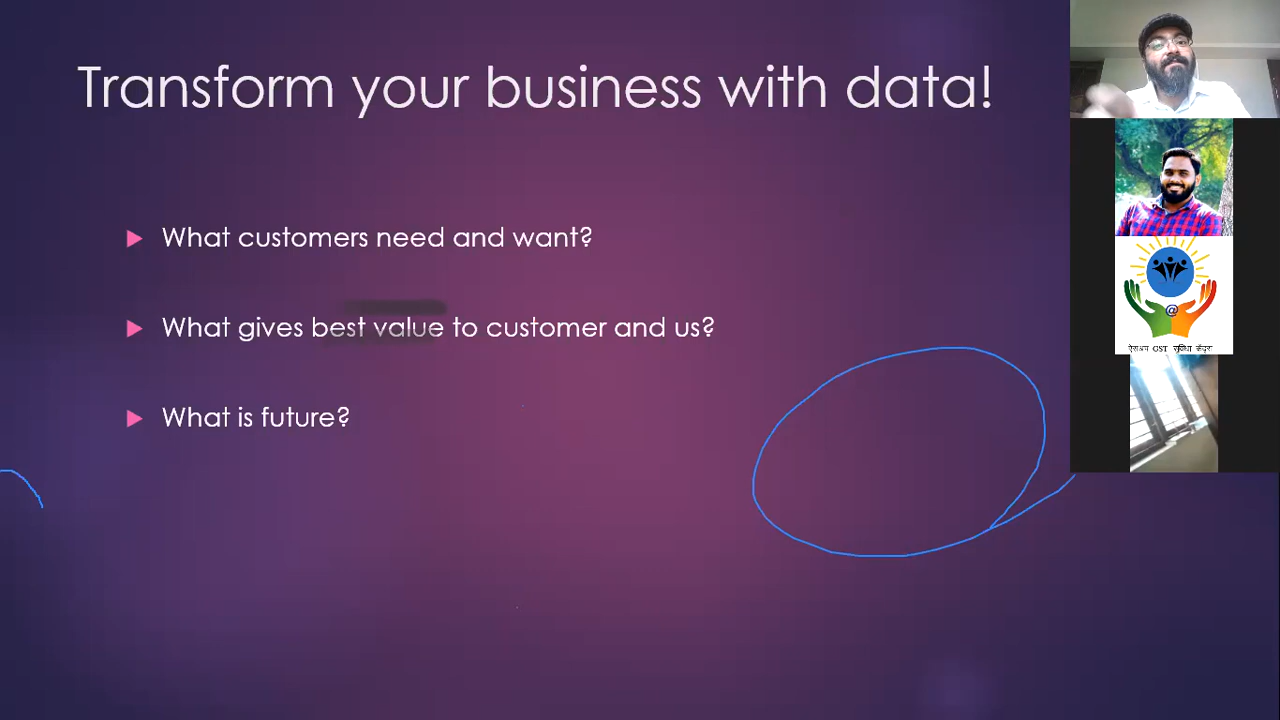 Transform your business with data!
What customers need and want?
What gives best value to customer and us?
What is future?
@
GST सुविधा केंद्र